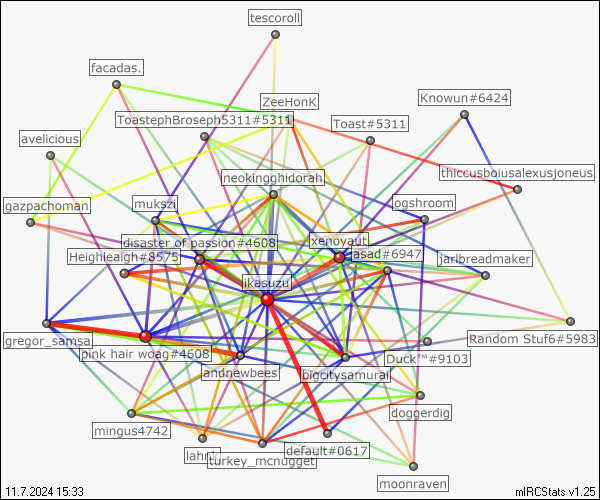 tescoroll
facadas.
ZeeHonK
Knowun#6424
ToastephBroseph5311#5311
Toast#5311
avelicious
thiccusboiusalexusjoneus
neokingghidorah
gazpachoman
mukszi
ogshroom
disaster of passion#4608
xenoyaut
Heighleaigh#8575
asad#6947
jarlbreadmaker
likasuzu
gregor_samsa
Random Stuf6#5983
pink hair woag#4608
Duck™#9103
andnewbees
bigcitysamurai
doggerdig
mingus4742
default#0617
turkey_mcnugget
moonraven
11.7.2024 15:33
mIRCStats v1.25